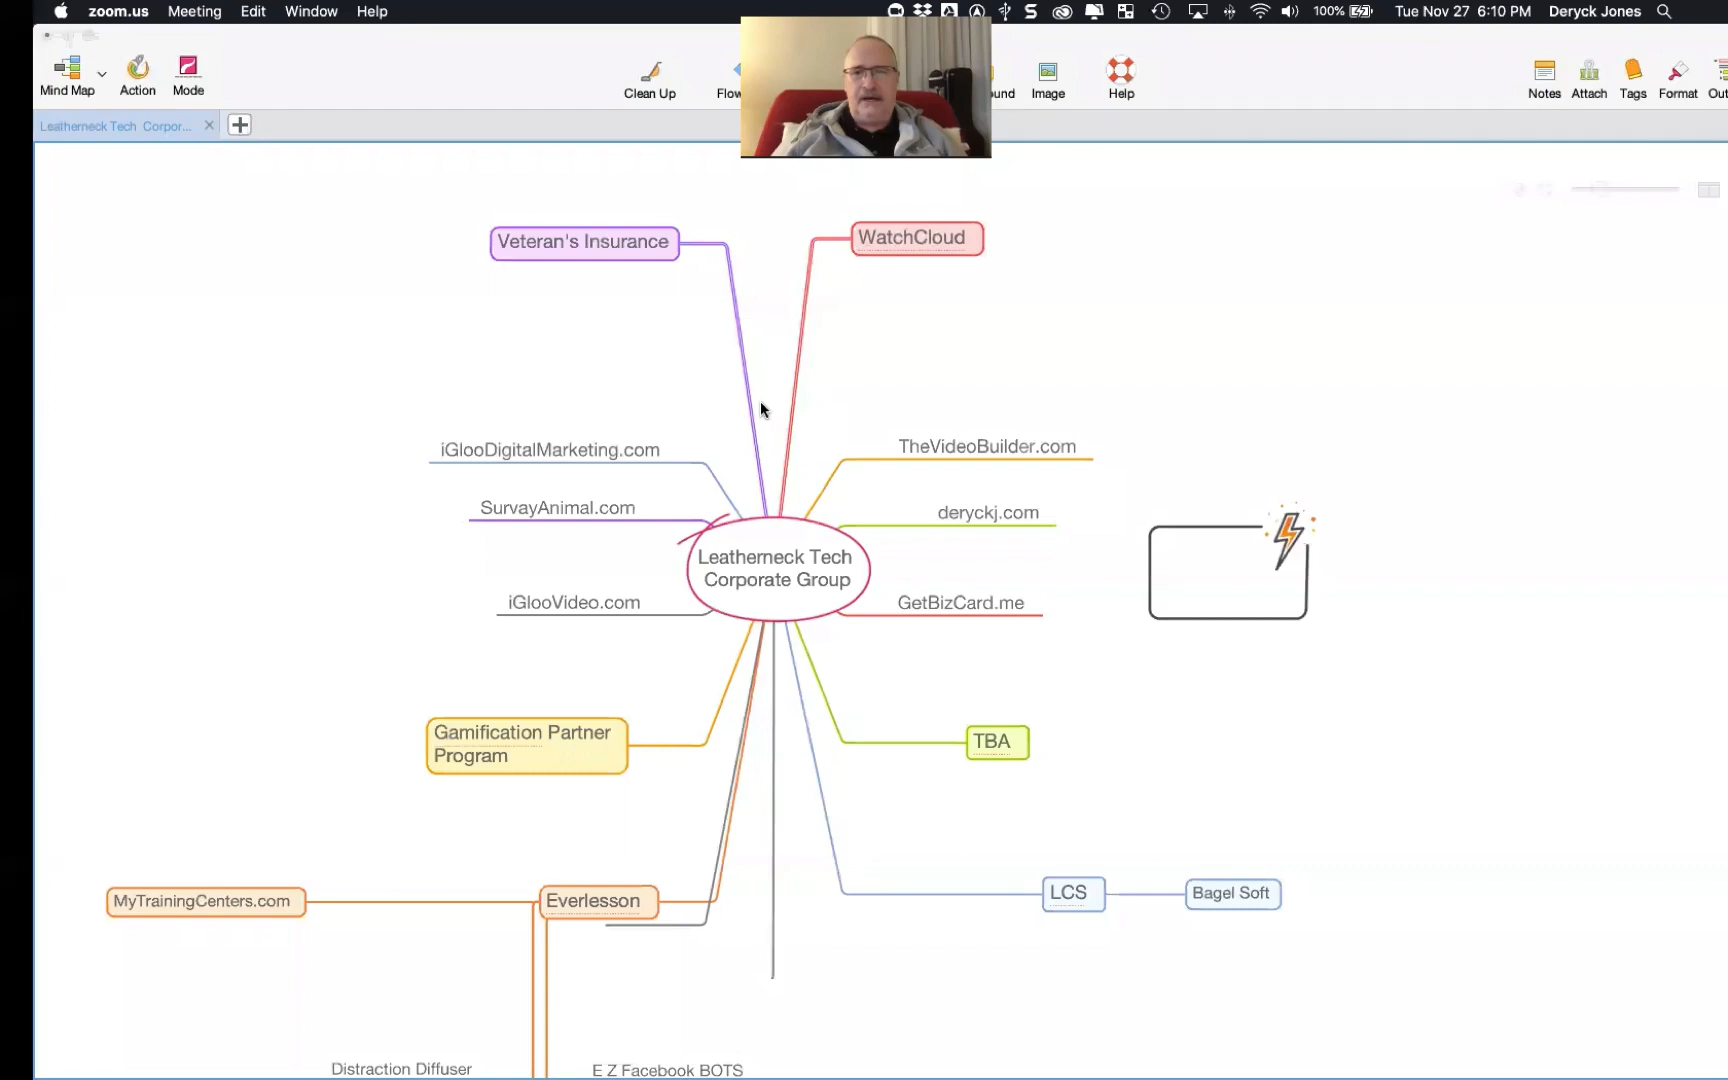 zoom.us Meeting Edit Window Help 100% Tue Nov 27 6:10 PM Deryck Jones
Mind Map Action Mode Clean Up Flow und Image Help Notes Attach Tags Format Out
Leatherneck Tech Corpor...
Veteran's Insurance
WatchCloud
iGlooDigitalMarketing.com
TheVideoBuilder.com
SurvayAnimal.com
deryckj.com
Leatherneck Tech
Corporate Group
iGlooVideo.com
GetBizCard.me
Gamification Partner
Program
TBA
MyTrainingCenters.com
Everlesson
LCS
Bagel Soft
Distraction Diffuser
E Z Facebook BOTS